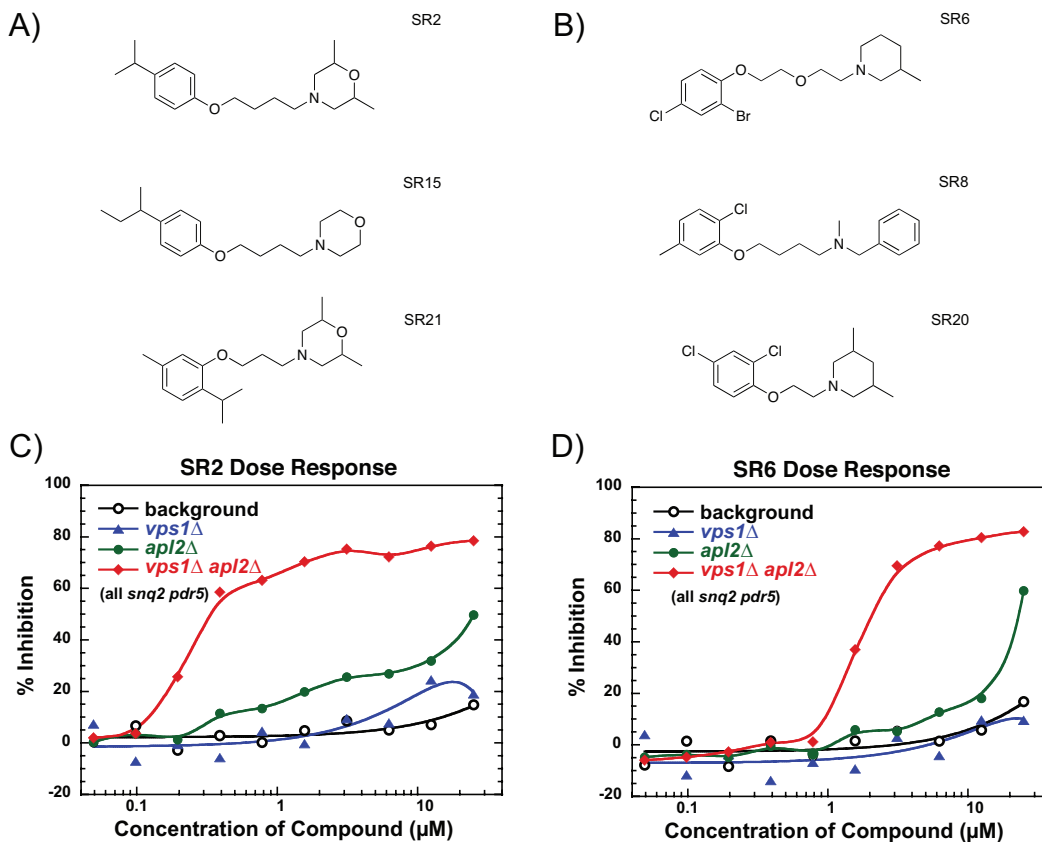 A)
SR2
O
N
O
SR15
O
N
O
SR21
O
O
N
B)
SR6
O
O
N
Cl
Br
SR8
Cl
O
N
SR20
Cl
Cl
O
N
C)
SR2 Dose Response
% Inhibition
100
80
60
40
20
0
-20
background
vps1Δ
apl2Δ
vps1Δ apl2Δ
(all snq2 pdr5)
0.1
1
10
Concentration of Compound (µM)
D)
SR6 Dose Response
% Inhibition
100
80
60
40
20
0
-20
background
vps1Δ
apl2Δ
vps1Δ apl2Δ
(all snq2 pdr5)
0.1
1
10
Concentration of Compound (µM)